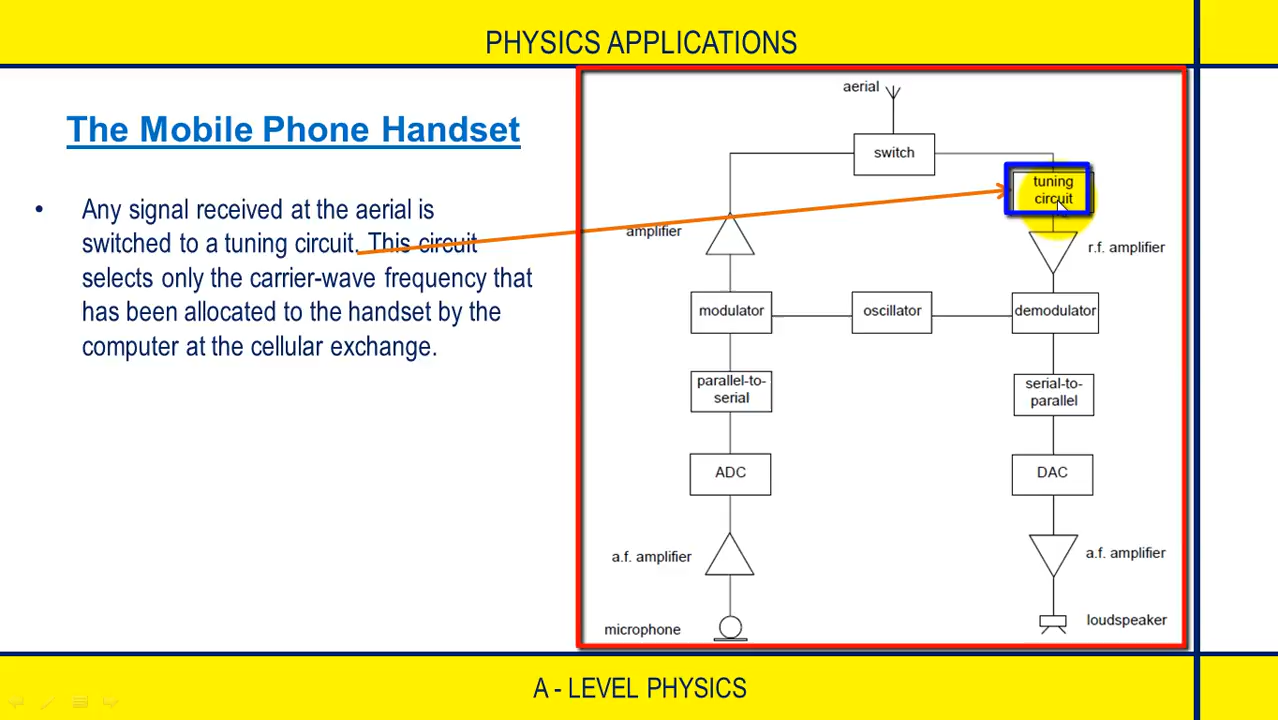 PHYSICS APPLICATIONS
The Mobile Phone Handset
• Any signal received at the aerial is
switched to a tuning circuit. This circuit
selects only the carrier-wave frequency that
has been allocated to the handset by the
computer at the cellular exchange.
aerial
switch
tuning
circuit
amplifier
r.f. amplifier
modulator
oscillator
demodulator
parallel-to-
serial
serial-to-
parallel
ADC
DAC
a.f. amplifier
a.f. amplifier
microphone
loudspeaker
A - LEVEL PHYSICS